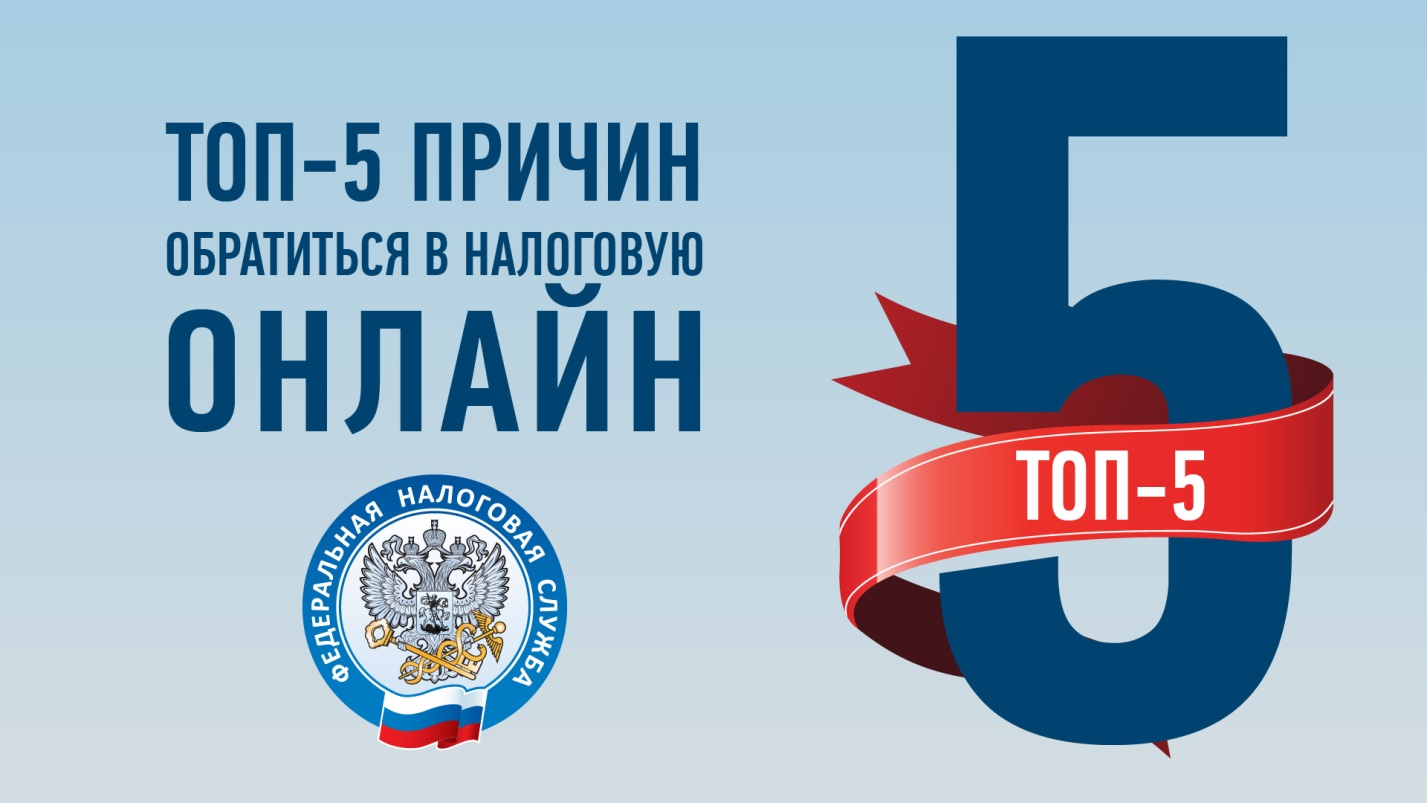 ТОП-5 ПРИЧИН
ОБРАТИТЬСЯ В НАЛОГОВУЮ
ОНЛАЙН
ФЕДЕРАЛЬНАЯ НАЛОГОВАЯ СЛУЖБА
5
ТОП-5